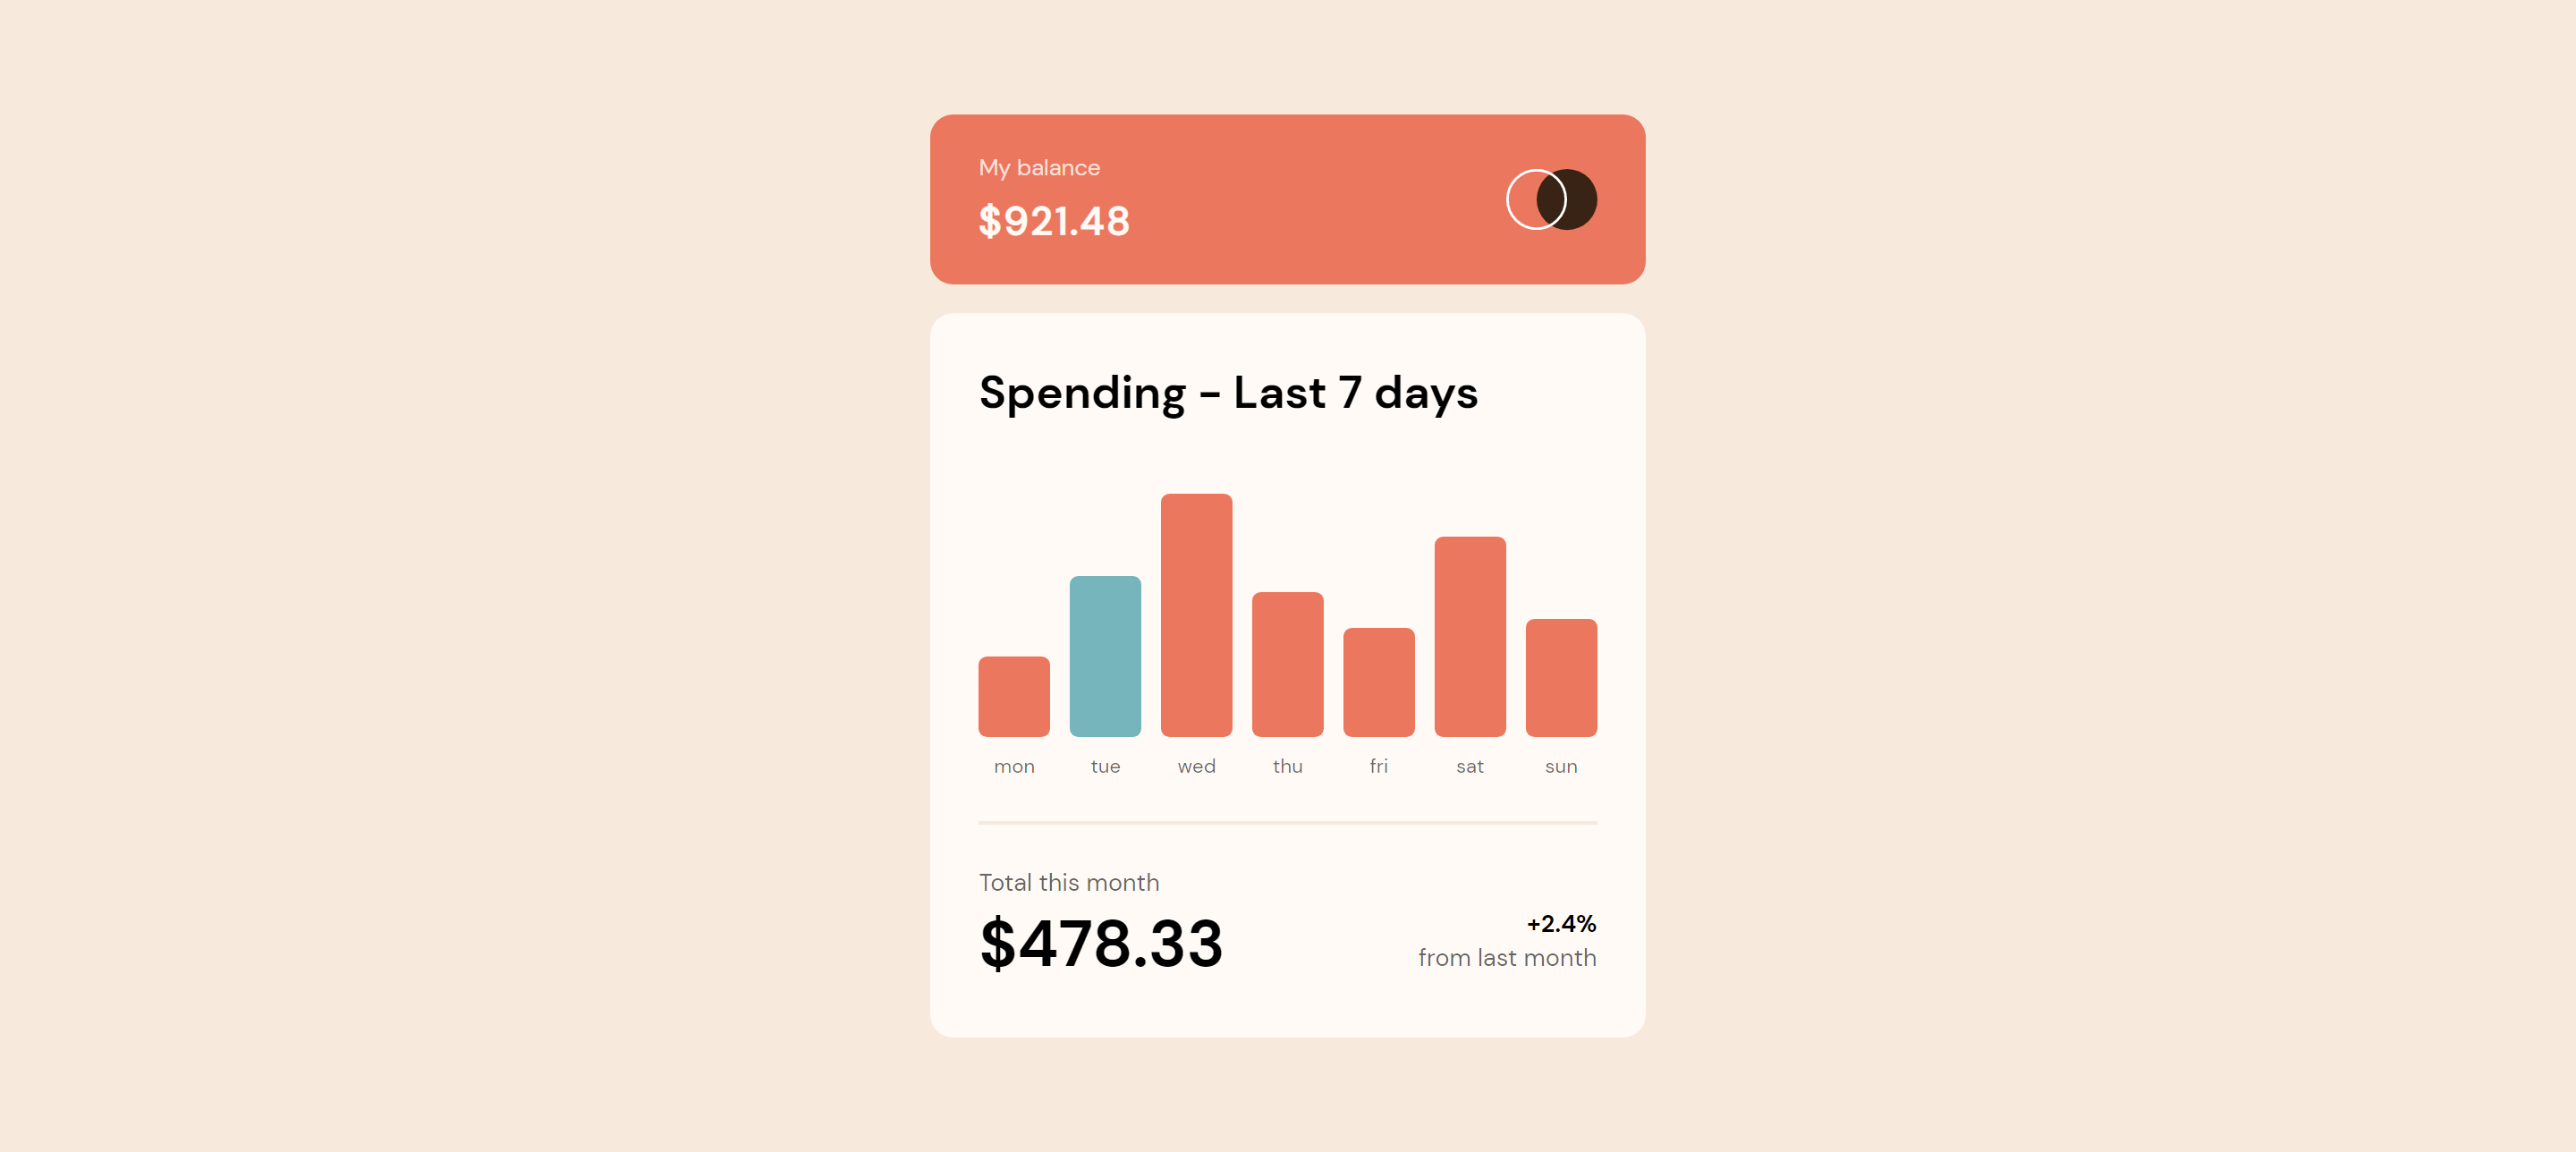 My balance
$921.48
Spending - Last 7 days
mon tue wed thu fri sat sun
Total this month
$478.33
+2.4%
from last month